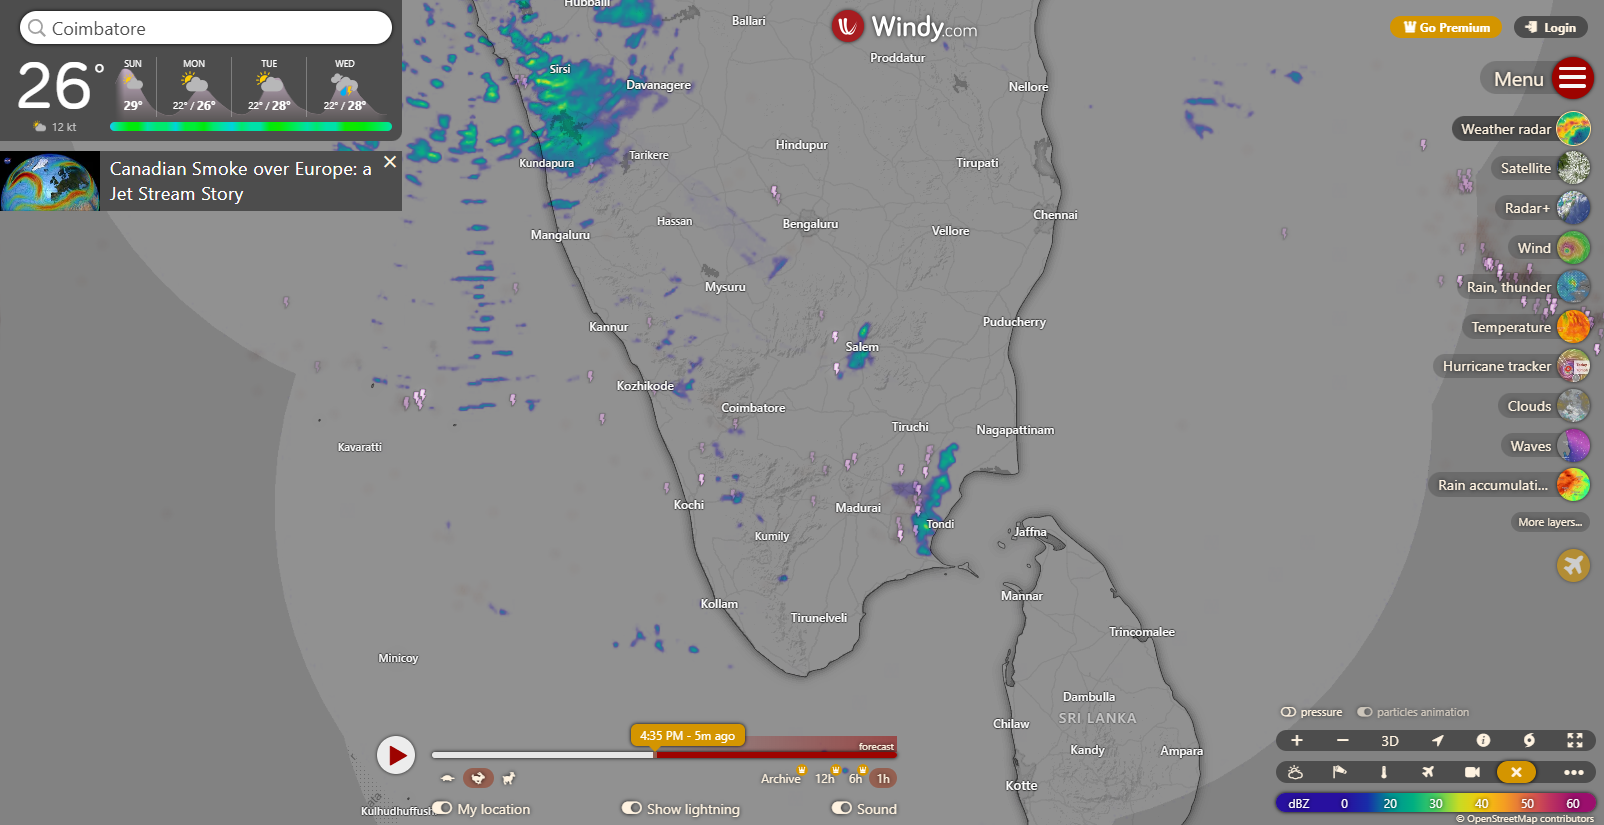 Coimbatore
26°
12 kt
SUN
29°
MON
22° / 26°
TUE
22° / 28°
WED
22° / 28°
Canadian Smoke over Europe: a
Jet Stream Story
Windy.com
Go Premium
Login
Menu
Weather radar
Satellite
Radar+
Wind
Rain, thunder
Temperature
Hurricane tracker
Clouds
Waves
Rain accumulati...
More layers...
Hubballi
Ballari
Proddatur
Sirsi
Davanagere
Nellore
Hindupur
Kundapura
Tarikere
Tirupati
Hassan
Bengaluru
Chennai
Mangaluru
Vellore
Mysuru
Kannur
Puducherry
Salem
Kozhikode
Coimbatore
Tiruchi
Nagapattinam
Kavaratti
Kochi
Madurai
Tondi
Kumily
Jaffna
Kollam
Mannar
Tirunelveli
Trincomalee
Minicoy
Dambulla
Chilaw
SRI LANKA
Kandy
Ampara
Kotte
Kulhudhuffush
4:35 PM - 5m ago
forecast
Archive
12h
6h
1h
My location
Show lightning
Sound
pressure
particles animation
+
−
3D
dBZ
0
20
30
40
50
60
© OpenStreetMap contributors